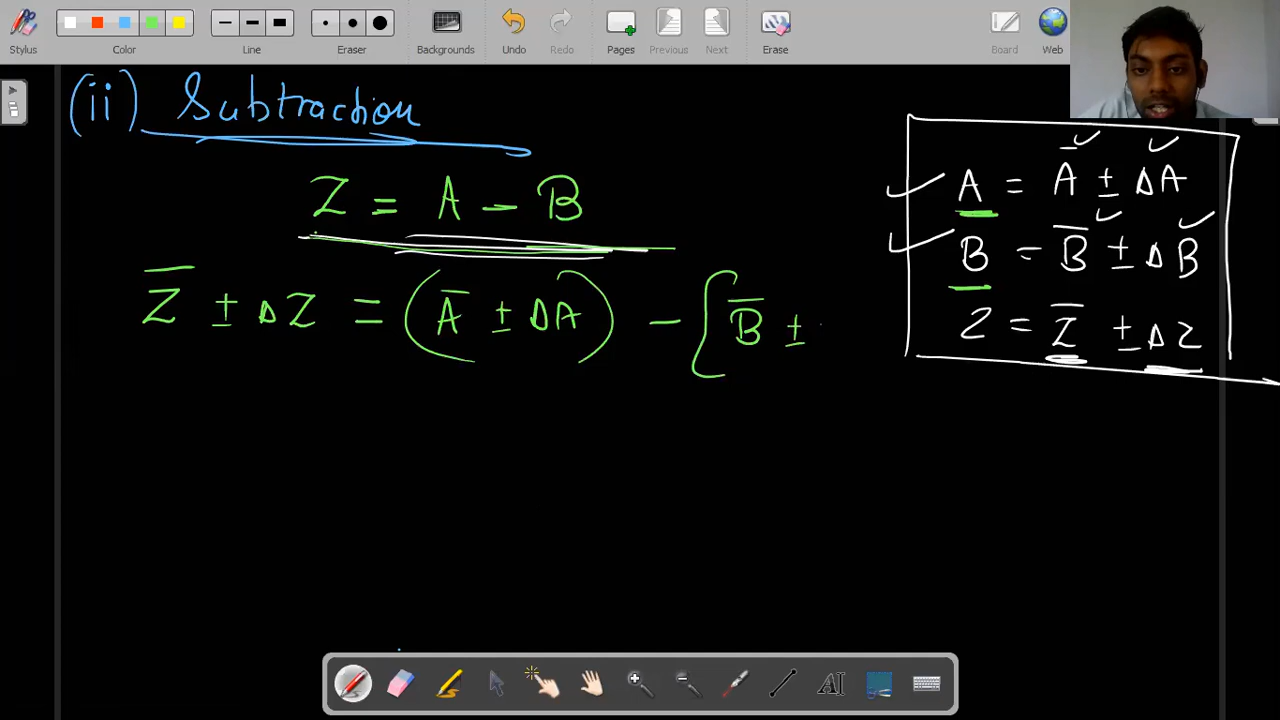 Stylus Color Line Eraser Backgrounds Undo Redo Pages Previous Next Erase Board Web
(ii) Subtraction
Z = A - B
Z̅ ± ΔZ = (A̅ ± ΔA) - [B̅ ±
A = A̅ ± ΔA
B = B̅ ± ΔB
Z = Z̅ ± ΔZ
AI